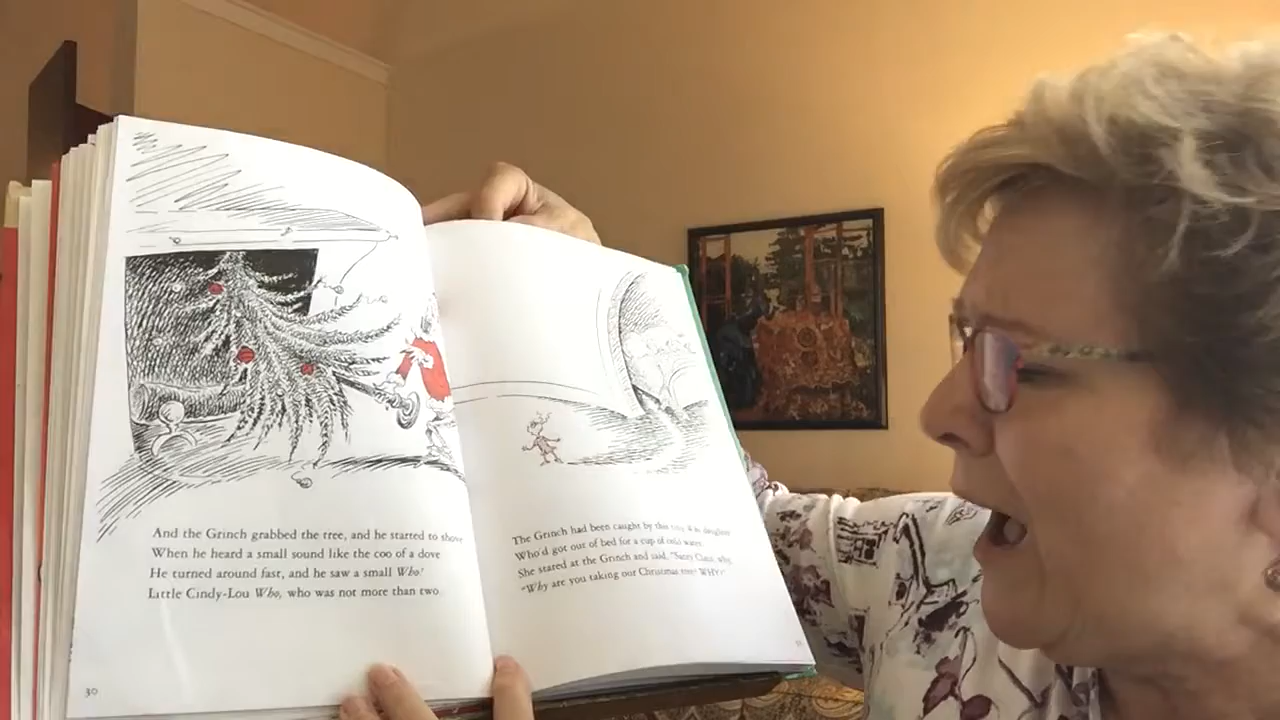 And the Grinch grabbed the tree, and he started to shove
When he heard a small sound like the coo of a dove
He turned around fast, and he saw a small Who!
Little Cindy-Lou Who, who was not more than two
30
The Grinch had been caught by this daughter
Who'd got out of bed for a cup of cold water
She stared at the Grinch and said, "Santy Claus, why,
"Why are you taking our Christmas tree? WHY?"